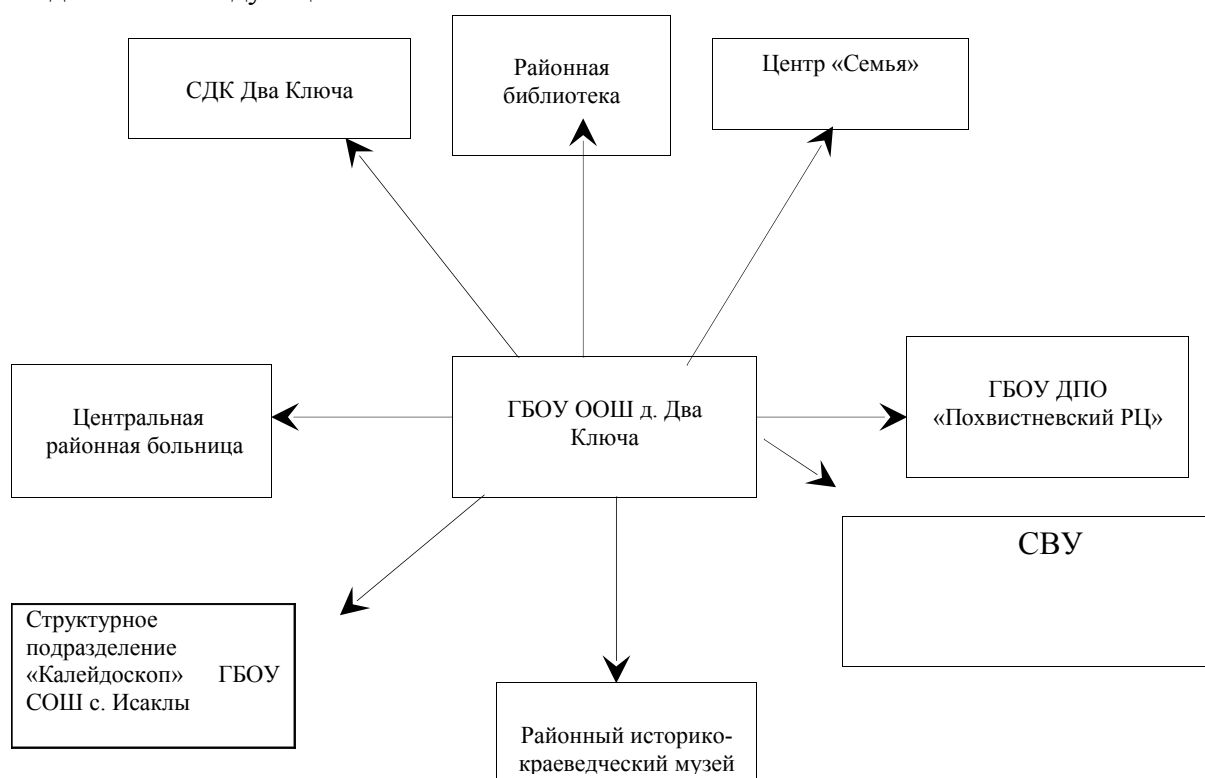 СДК Два Ключа
Районная
библиотека
Центр «Семья»
Центральная
районная больница
ГБОУ ООШ д. Два
Ключа
ГБОУ ДПО
«Похвистневский РЦ»
СВУ
Структурное
подразделение
«Калейдоскоп» ГБОУ
СОШ с. Исаклы
Районный историко-
краеведческий музей